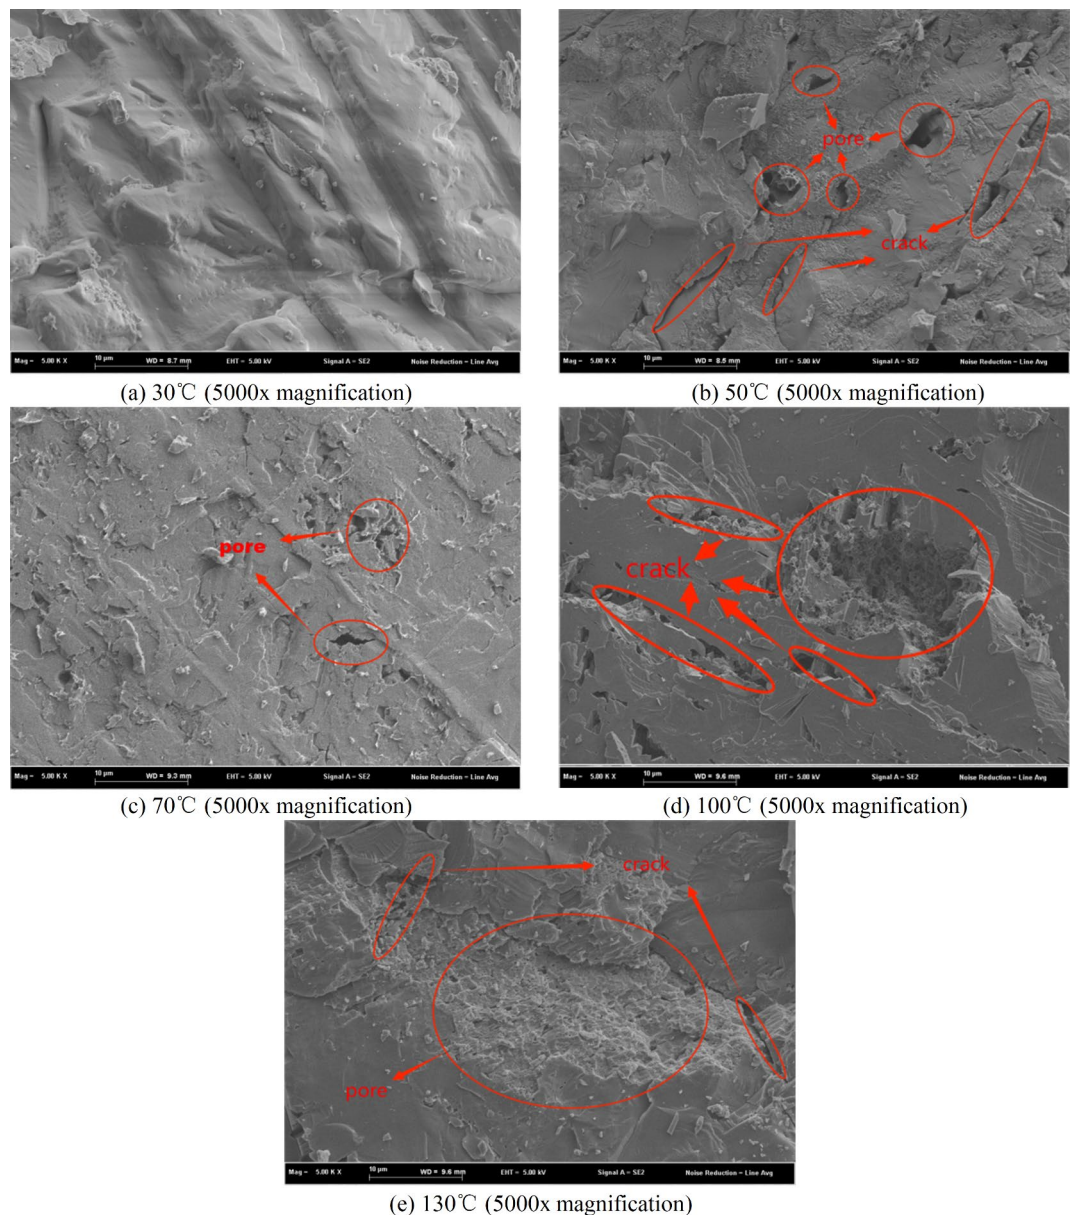 pore
crack
Mag = 5.00 K X 10 µm WD = 8.7 mm EHT = 5.00 kV Signal A = SE2 Noise Reduction = Line Avg
Mag = 5.00 K X 10 µm WD = 8.5 mm EHT = 5.00 kV Signal A = SE2 Noise Reduction = Line Avg
(a) 30℃ (5000x magnification)
(b) 50℃ (5000x magnification)
pore
crack
Mag = 5.00 K X 10 µm WD = 9.3 mm EHT = 5.00 kV Signal A = SE2 Noise Reduction = Line Avg
Mag = 5.00 K X 10 µm WD = 9.6 mm EHT = 5.00 kV Signal A = SE2 Noise Reduction = Line Avg
(c) 70℃ (5000x magnification)
(d) 100℃ (5000x magnification)
crack
pore
Mag = 5.00 K X 10 µm WD = 9.6 mm EHT = 5.00 kV Signal A = SE2 Noise Reduction = Line Avg
(e) 130℃ (5000x magnification)